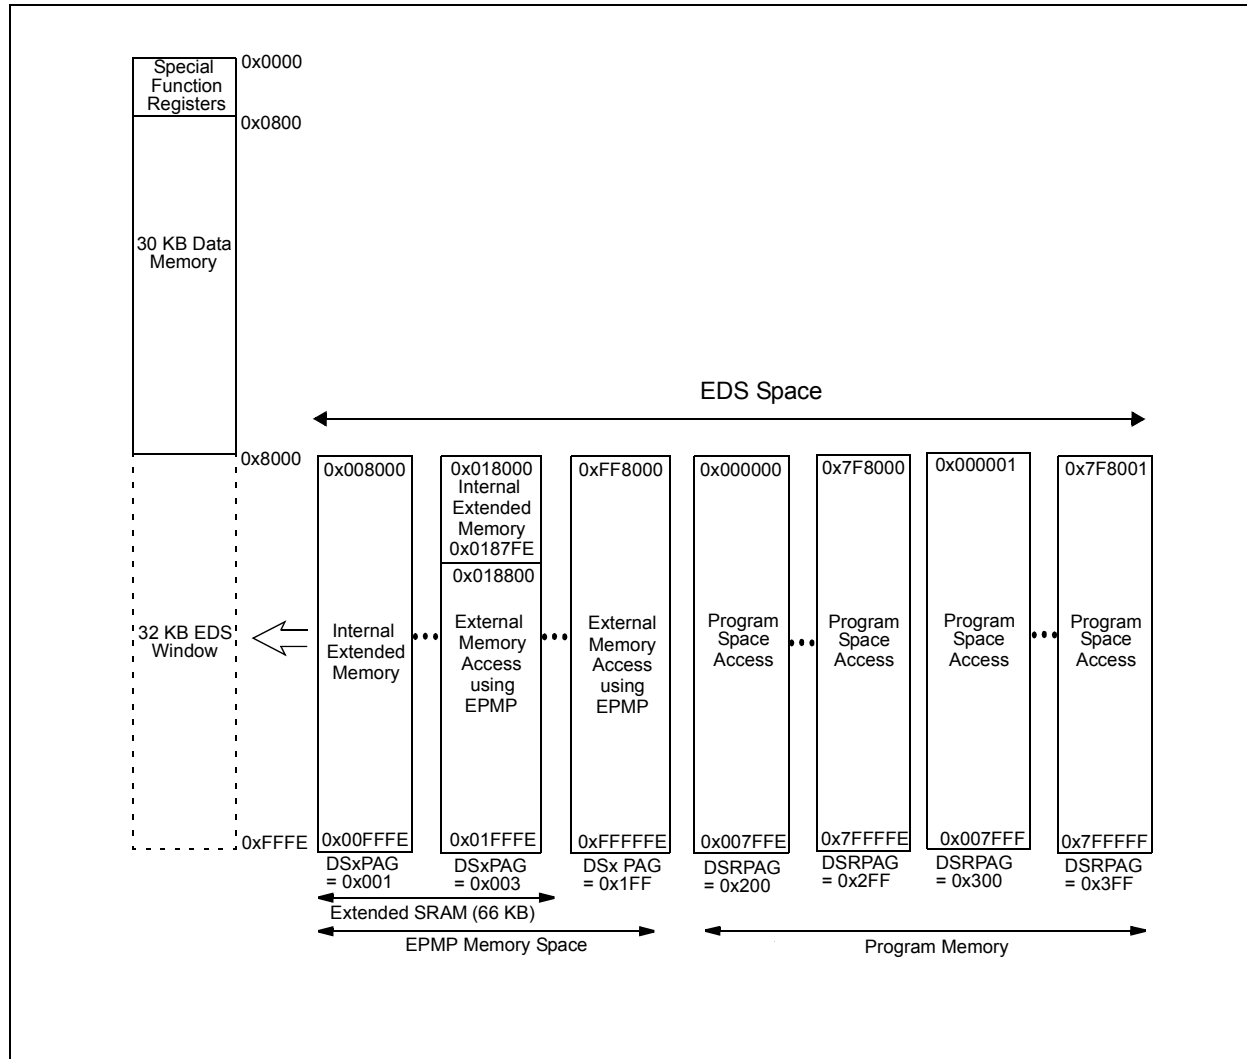 0x0000
Special
Function
Registers
0x0800
30 KB Data
Memory
EDS Space
0x8000
32 KB EDS
Window
0xFFFE
0x008000
Internal
Extended
Memory
0x00FFFE
DSxPAG
= 0x001
0x018000
Internal
Extended
Memory
0x0187FE
0x018800
External
Memory
Access
using
EPMP
0x01FFFE
DSxPAG
= 0x003
0xFF8000
External
Memory
Access
using
EPMP
0xFFFFFE
DSx PAG
= 0x1FF
0x000000
Program
Space
Access
0x007FFE
DSRPAG
= 0x200
0x7F8000
Program
Space
Access
0x7FFFFE
DSRPAG
= 0x2FF
0x000001
Program
Space
Access
0x007FFF
DSRPAG
= 0x300
0x7F8001
Program
Space
Access
0x7FFFFF
DSRPAG
= 0x3FF
Extended SRAM (66 KB)
EPMP Memory Space
Program Memory